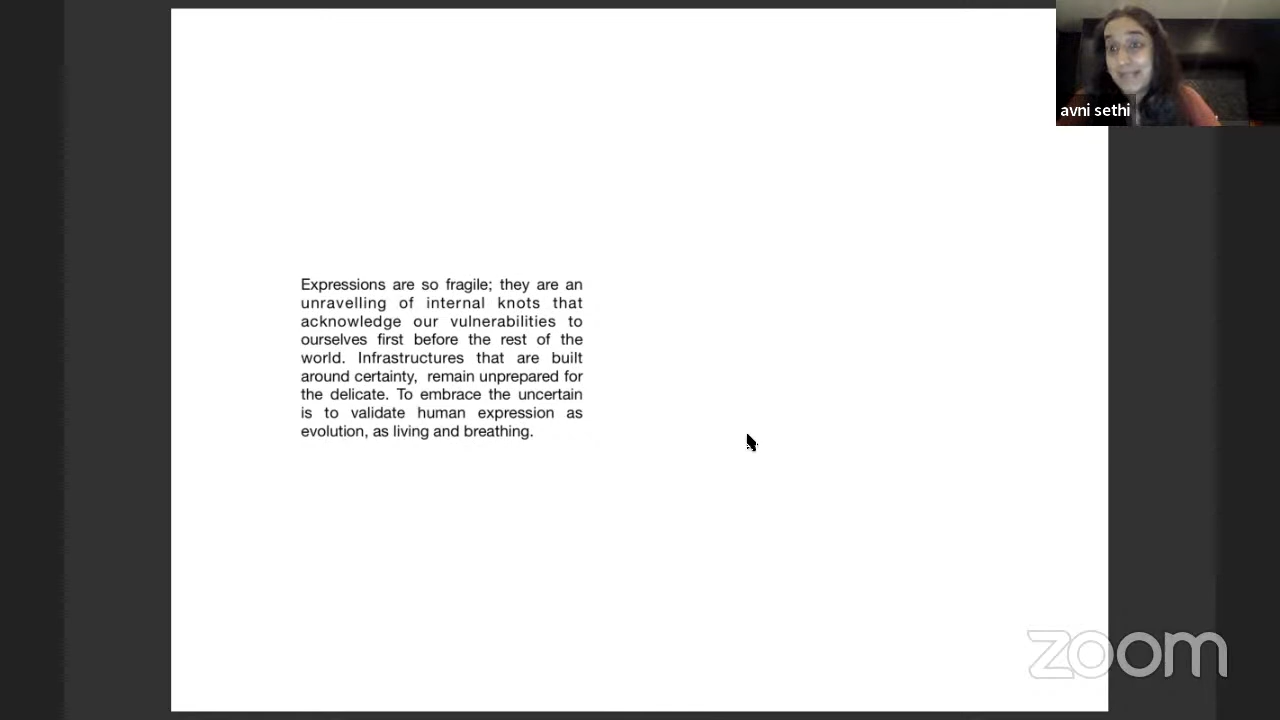 avni sethi
Expressions are so fragile; they are an
unravelling of internal knots that
acknowledge our vulnerabilities to
ourselves first before the rest of the
world. Infrastructures that are built
around certainty, remain unprepared for
the delicate. To embrace the uncertain
is to validate human expression as
evolution, as living and breathing.
zoom